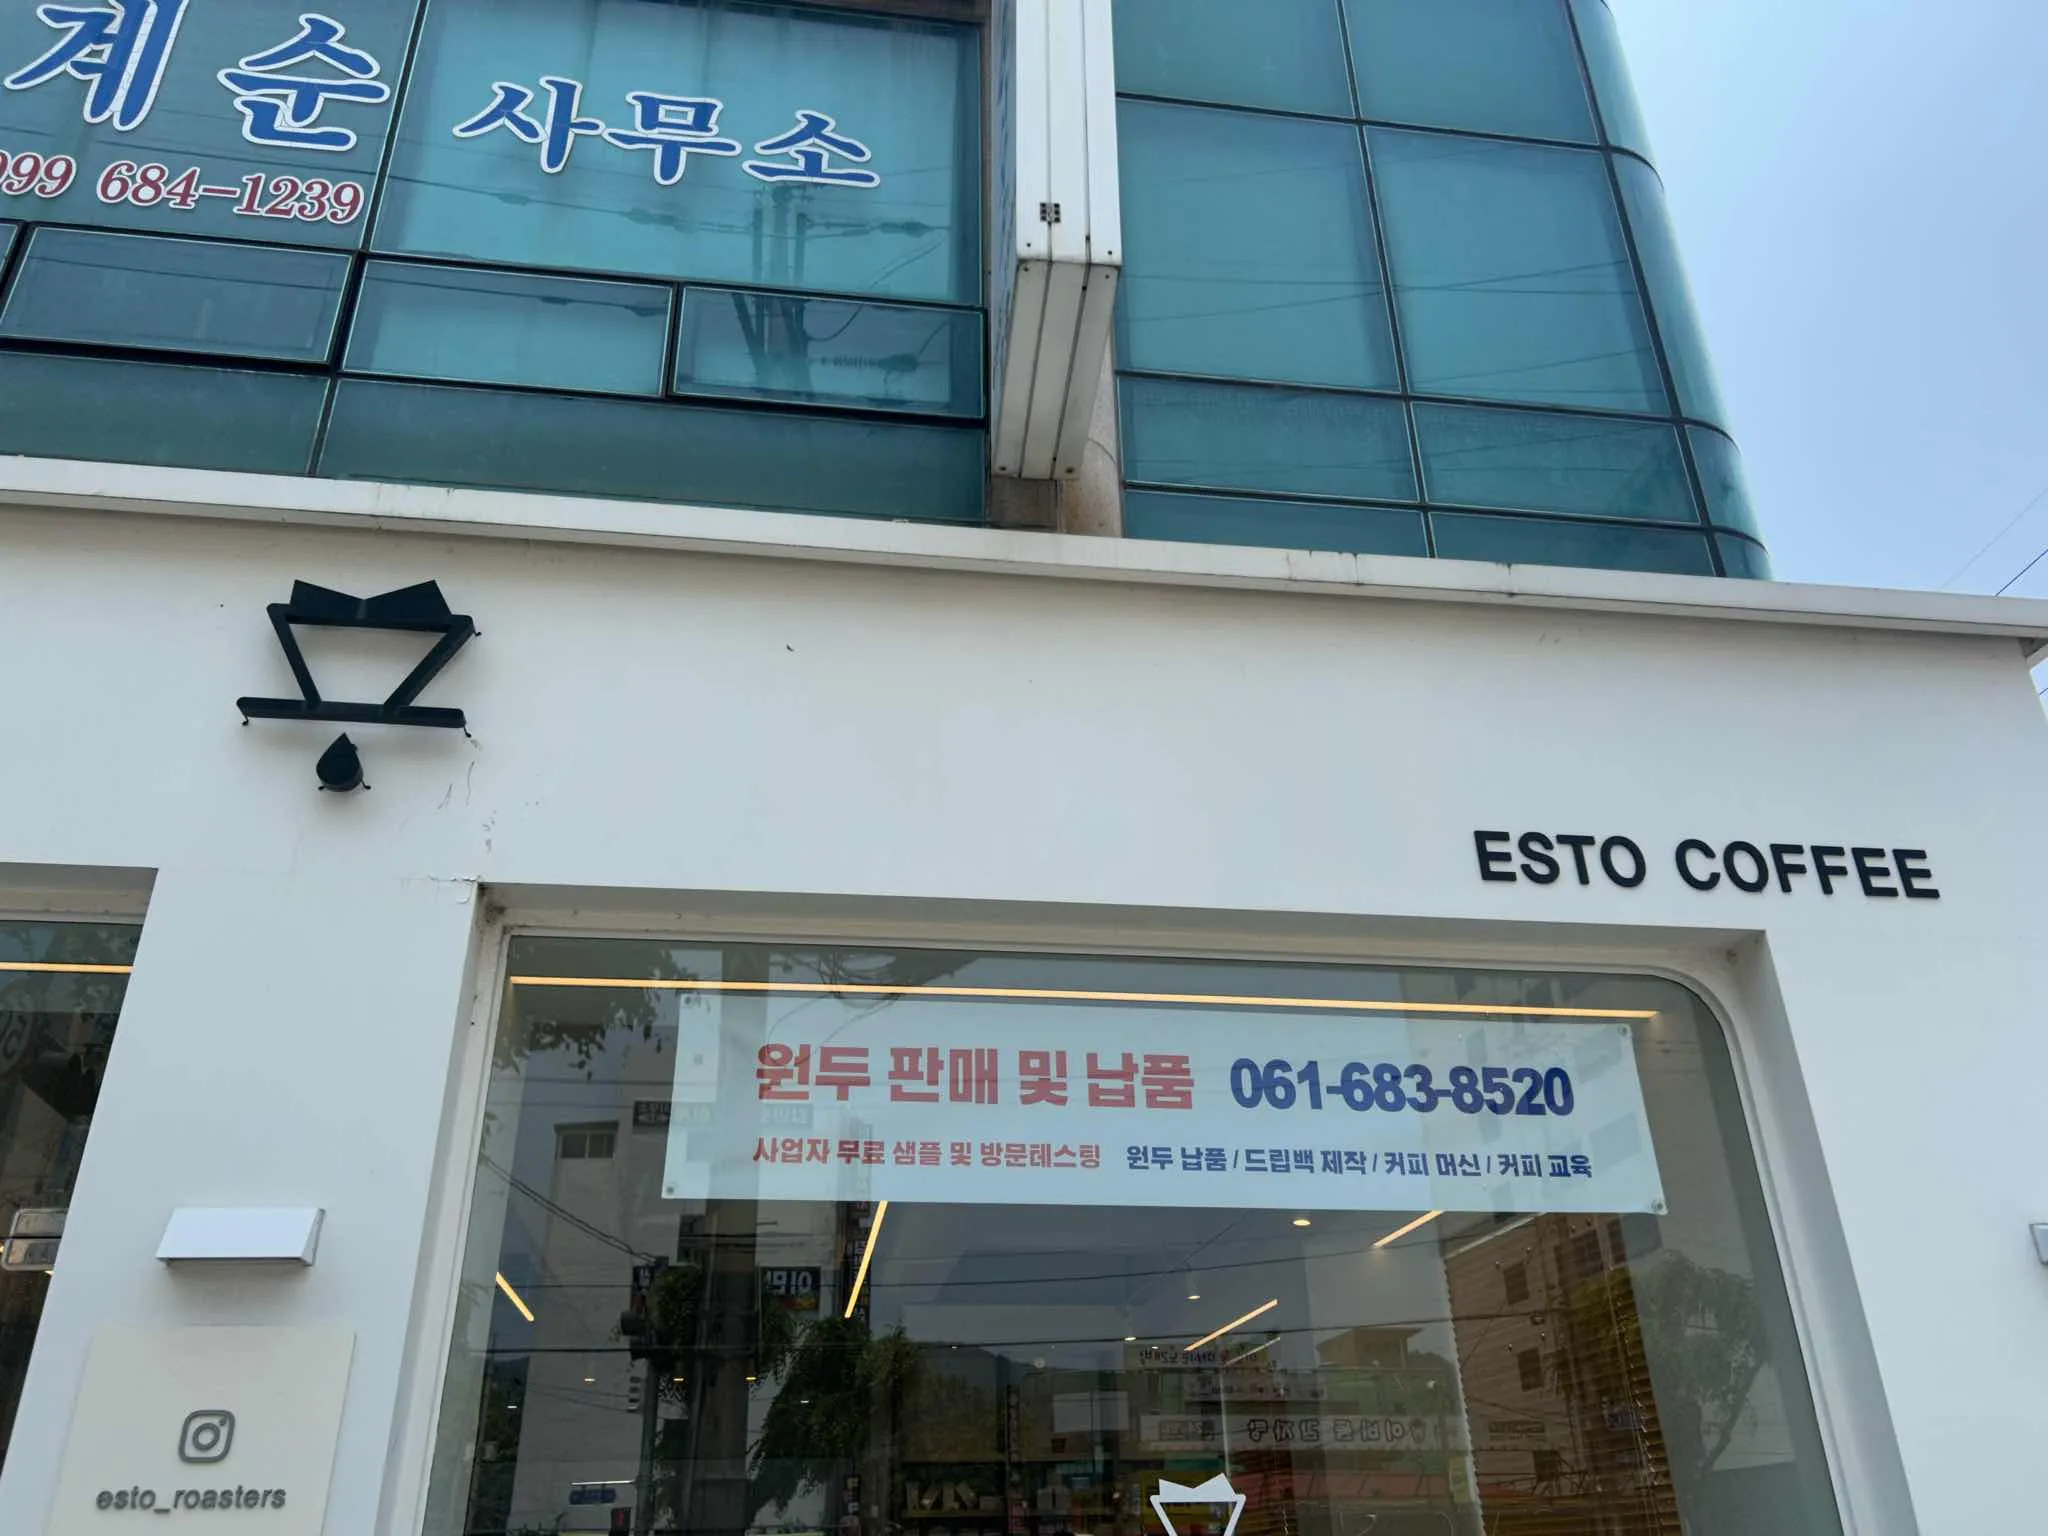 계순 사무소
684-1239
ESTO COFFEE
원두 판매 및 납품 061-683-8520
사업자 무료 샘플 및 방문테스팅 원두 납품 / 드립백 제작 / 커피 머신 / 커피 교육
esto_roasters